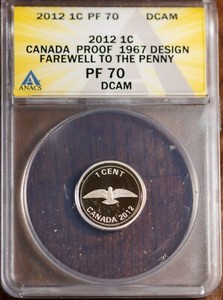 2012 1C PF 70 DCAM
2012 1C
CANADA PROOF 1967 DESIGN
FAREWELL TO THE PENNY
PF 70
DCAM
ANACS
1 CENT
CANADA 2012